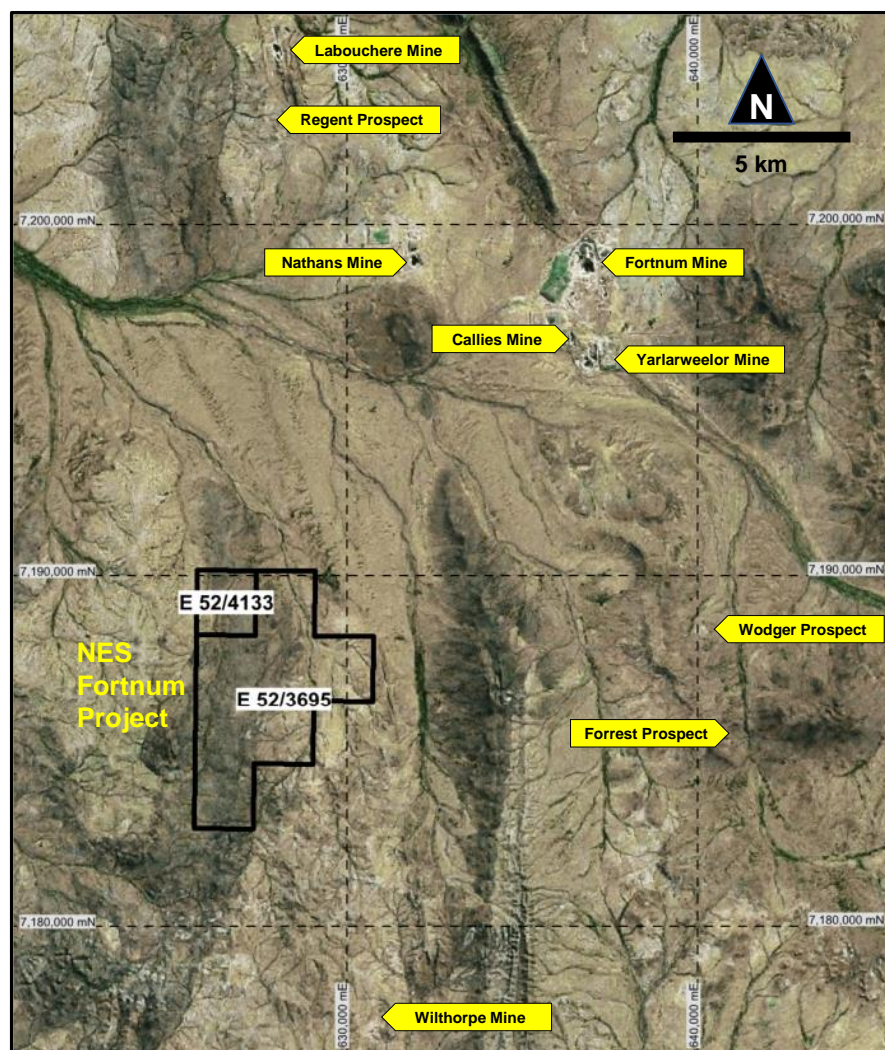 Labouchere Mine
Regent Prospect
640,000 mE
N
5 km
7,200,000 mN
7,200,000 mN
Nathans Mine
Fortnum Mine
Callies Mine
Yarlarweelor Mine
7,190,000 mN
7,190,000 mN
E 52/4133
Wodger Prospect
NES
Fortnum
Project
E 52/3695
Forrest Prospect
7,180,000 mN
7,180,000 mN
630,000 mE
640,000 mE
Wilthorpe Mine